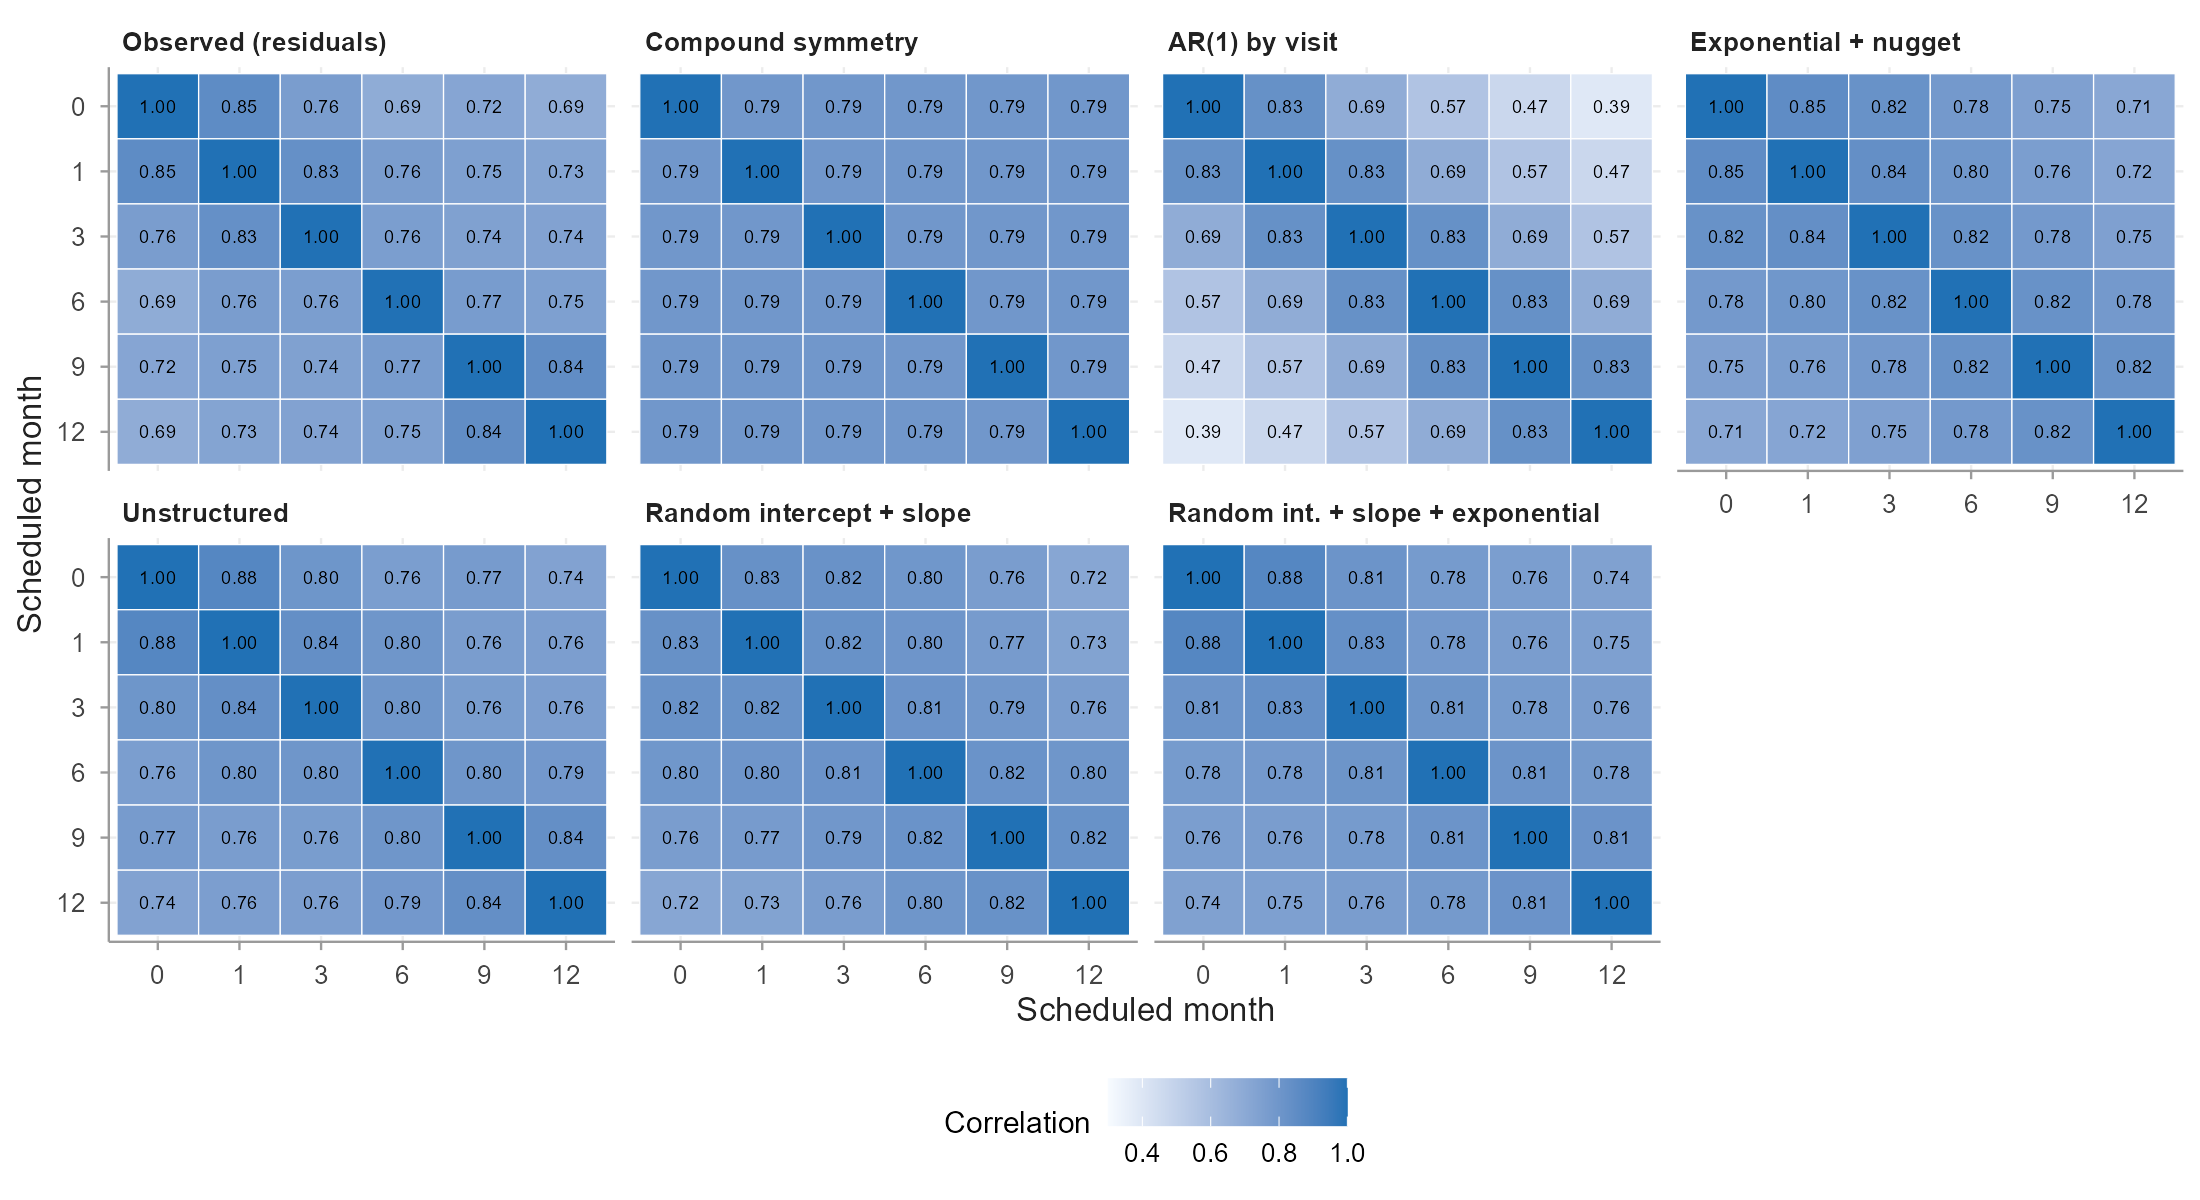 Observed (residuals)
Compound symmetry
AR(1) by visit
Exponential + nugget
0 1.00 0.85 0.76 0.69 0.72 0.69 1.00 0.79 0.79 0.79 0.79 0.79 1.00 0.83 0.69 0.57 0.47 0.39 1.00 0.85 0.82 0.78 0.75 0.71
1 0.85 1.00 0.83 0.76 0.75 0.73 0.79 1.00 0.79 0.79 0.79 0.79 0.83 1.00 0.83 0.69 0.57 0.47 0.85 1.00 0.84 0.80 0.76 0.72
3 0.76 0.83 1.00 0.76 0.74 0.74 0.79 0.79 1.00 0.79 0.79 0.79 0.69 0.83 1.00 0.83 0.69 0.57 0.82 0.84 1.00 0.82 0.78 0.75
6 0.69 0.76 0.76 1.00 0.77 0.75 0.79 0.79 0.79 1.00 0.79 0.79 0.57 0.69 0.83 1.00 0.83 0.69 0.78 0.80 0.82 1.00 0.82 0.78
9 0.72 0.75 0.74 0.77 1.00 0.84 0.79 0.79 0.79 0.79 1.00 0.79 0.47 0.57 0.69 0.83 1.00 0.83 0.75 0.76 0.78 0.82 1.00 0.82
12 0.69 0.73 0.74 0.75 0.84 1.00 0.79 0.79 0.79 0.79 0.79 1.00 0.39 0.47 0.57 0.69 0.83 1.00 0.71 0.72 0.75 0.78 0.82 1.00
0 1 3 6 9 12
Scheduled month
Unstructured
Random intercept + slope
Random int. + slope + exponential
0 1.00 0.88 0.80 0.76 0.77 0.74 1.00 0.83 0.82 0.80 0.76 0.72 1.00 0.88 0.81 0.78 0.76 0.74
1 0.88 1.00 0.84 0.80 0.76 0.76 0.83 1.00 0.82 0.80 0.77 0.73 0.88 1.00 0.83 0.78 0.76 0.75
3 0.80 0.84 1.00 0.80 0.76 0.76 0.82 0.82 1.00 0.81 0.79 0.76 0.81 0.83 1.00 0.81 0.78 0.76
6 0.76 0.80 0.80 1.00 0.80 0.79 0.80 0.80 0.81 1.00 0.82 0.80 0.78 0.78 0.81 1.00 0.81 0.78
9 0.77 0.76 0.76 0.80 1.00 0.84 0.76 0.77 0.79 0.82 1.00 0.82 0.76 0.76 0.78 0.81 1.00 0.81
12 0.74 0.76 0.76 0.79 0.84 1.00 0.72 0.73 0.76 0.80 0.82 1.00 0.74 0.75 0.76 0.78 0.81 1.00
0 1 3 6 9 12 0 1 3 6 9 12 0 1 3 6 9 12
Scheduled month
Correlation
0.4 0.6 0.8 1.0